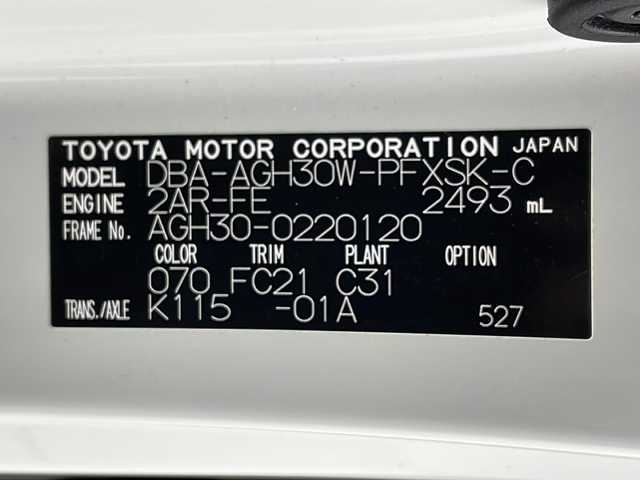 TOYOTA MOTOR CORPORATION JAPAN
MODEL DBA-AGH30W-PFXSK-C
ENGINE 2AR-FE 2493 mL
FRAME No. AGH30-0220120
COLOR TRIM PLANT OPTION
070 FC21 C31
TRANS./AXLE K115 -01A 527